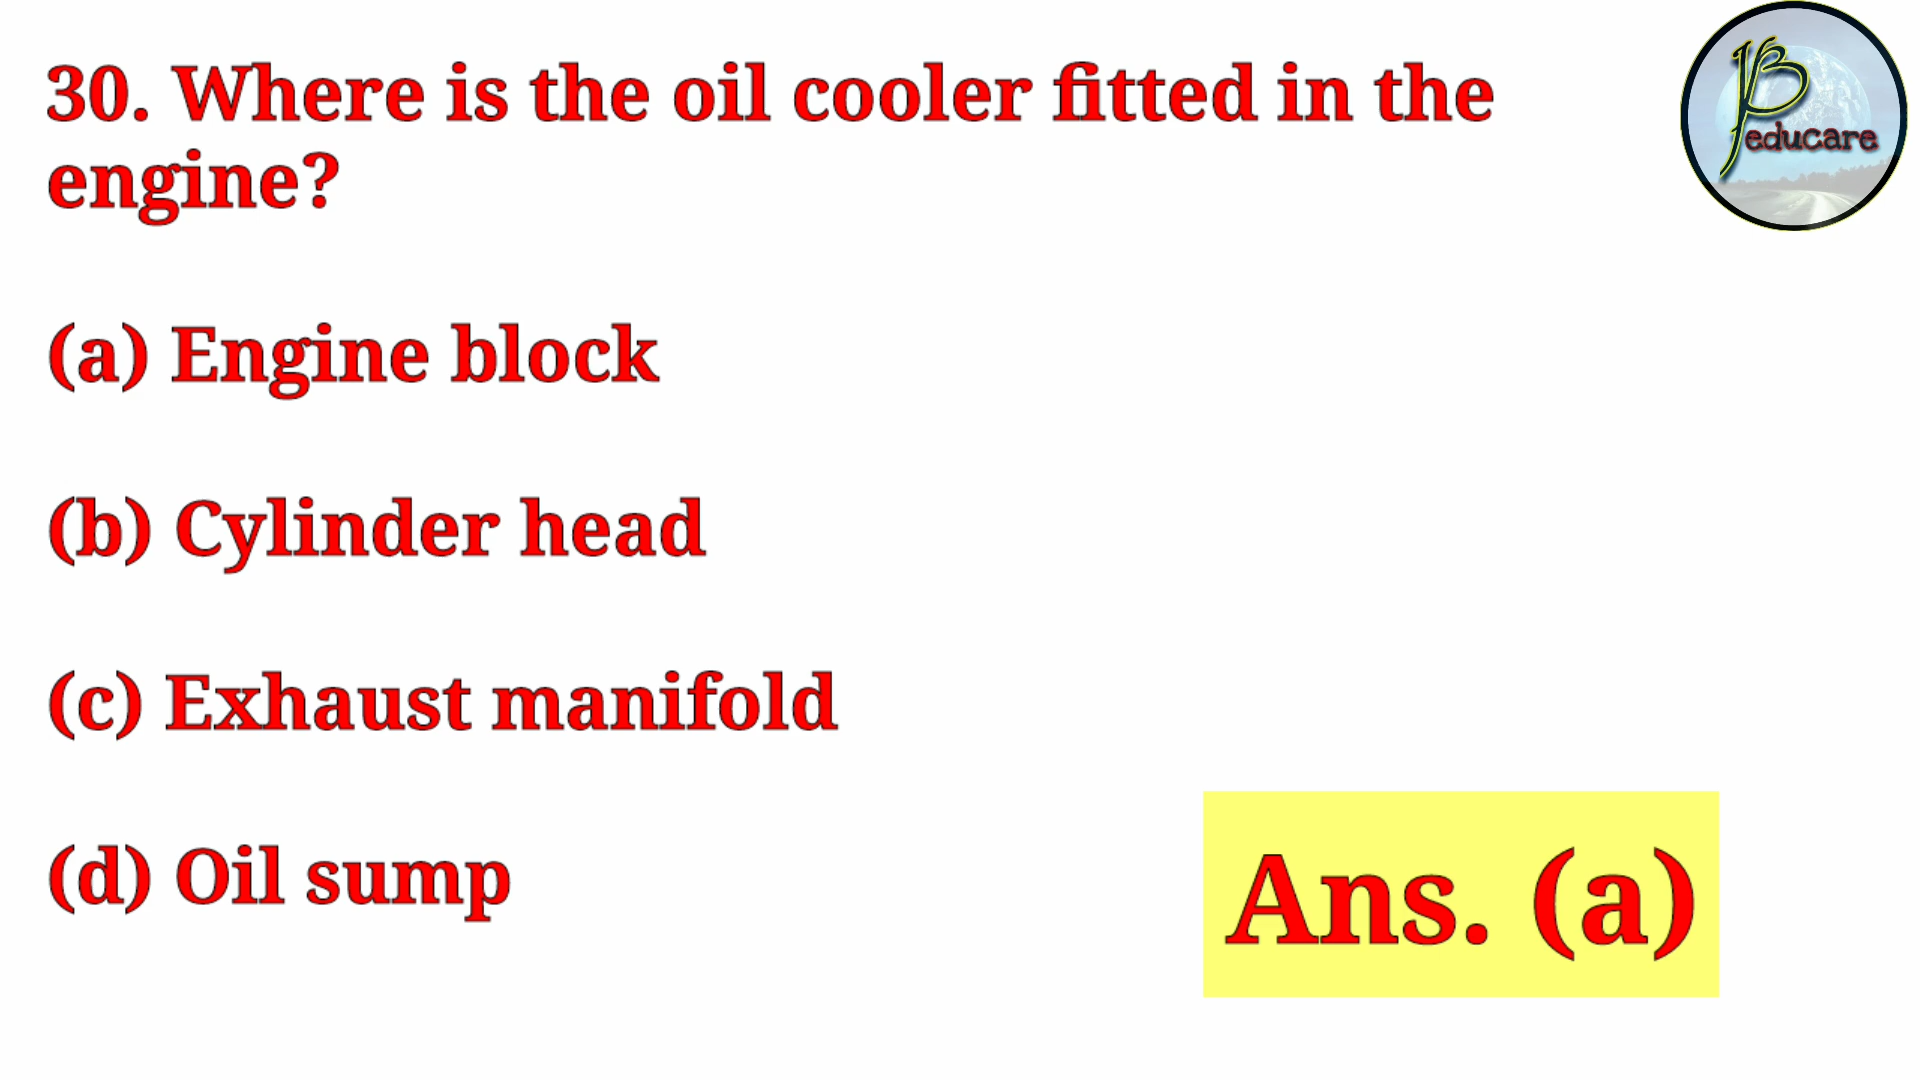 30. Where is the oil cooler fitted in the
engine?
(a) Engine block
(b) Cylinder head
(c) Exhaust manifold
(d) Oil sump
Ans. (a)
educare